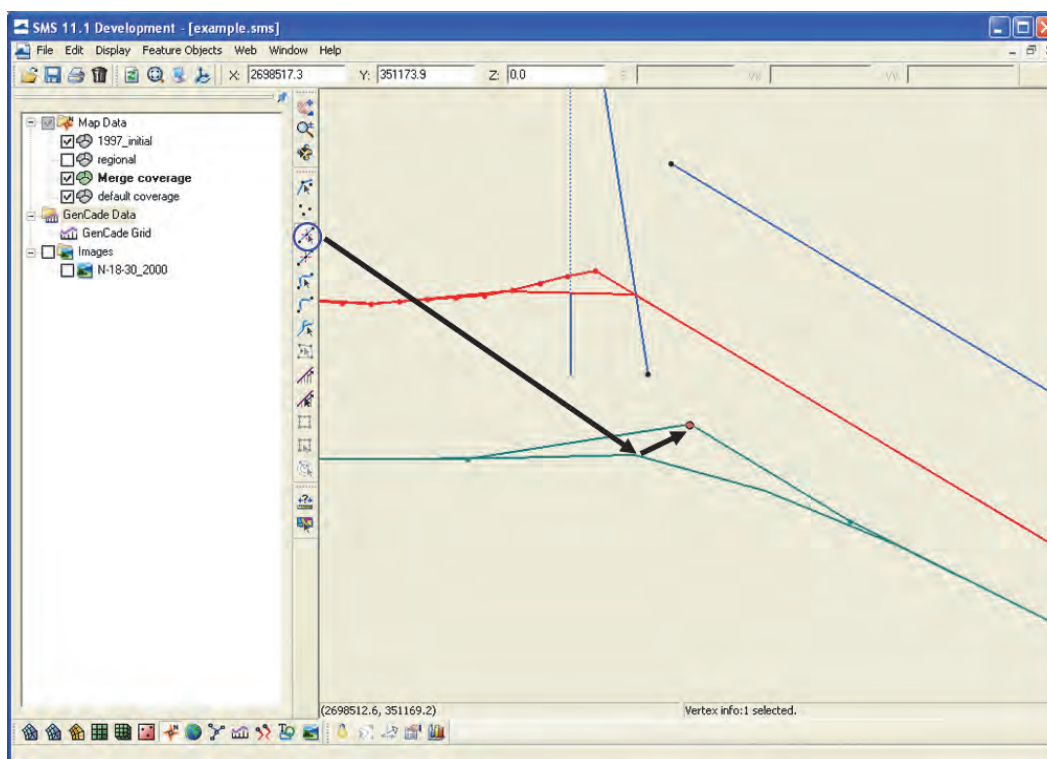 SMS 11.1 Development - [example.sms]
File Edit Display Feature Objects Web Window Help
X: 2698517.3 Y: 351173.9 Z: 0.0
Map Data
1997_initial
regional
Merge coverage
default coverage
GenCade Data
GenCade Grid
Images
N-18-30_2000
(2698512.6, 351169.2) Vertex info:1 selected.